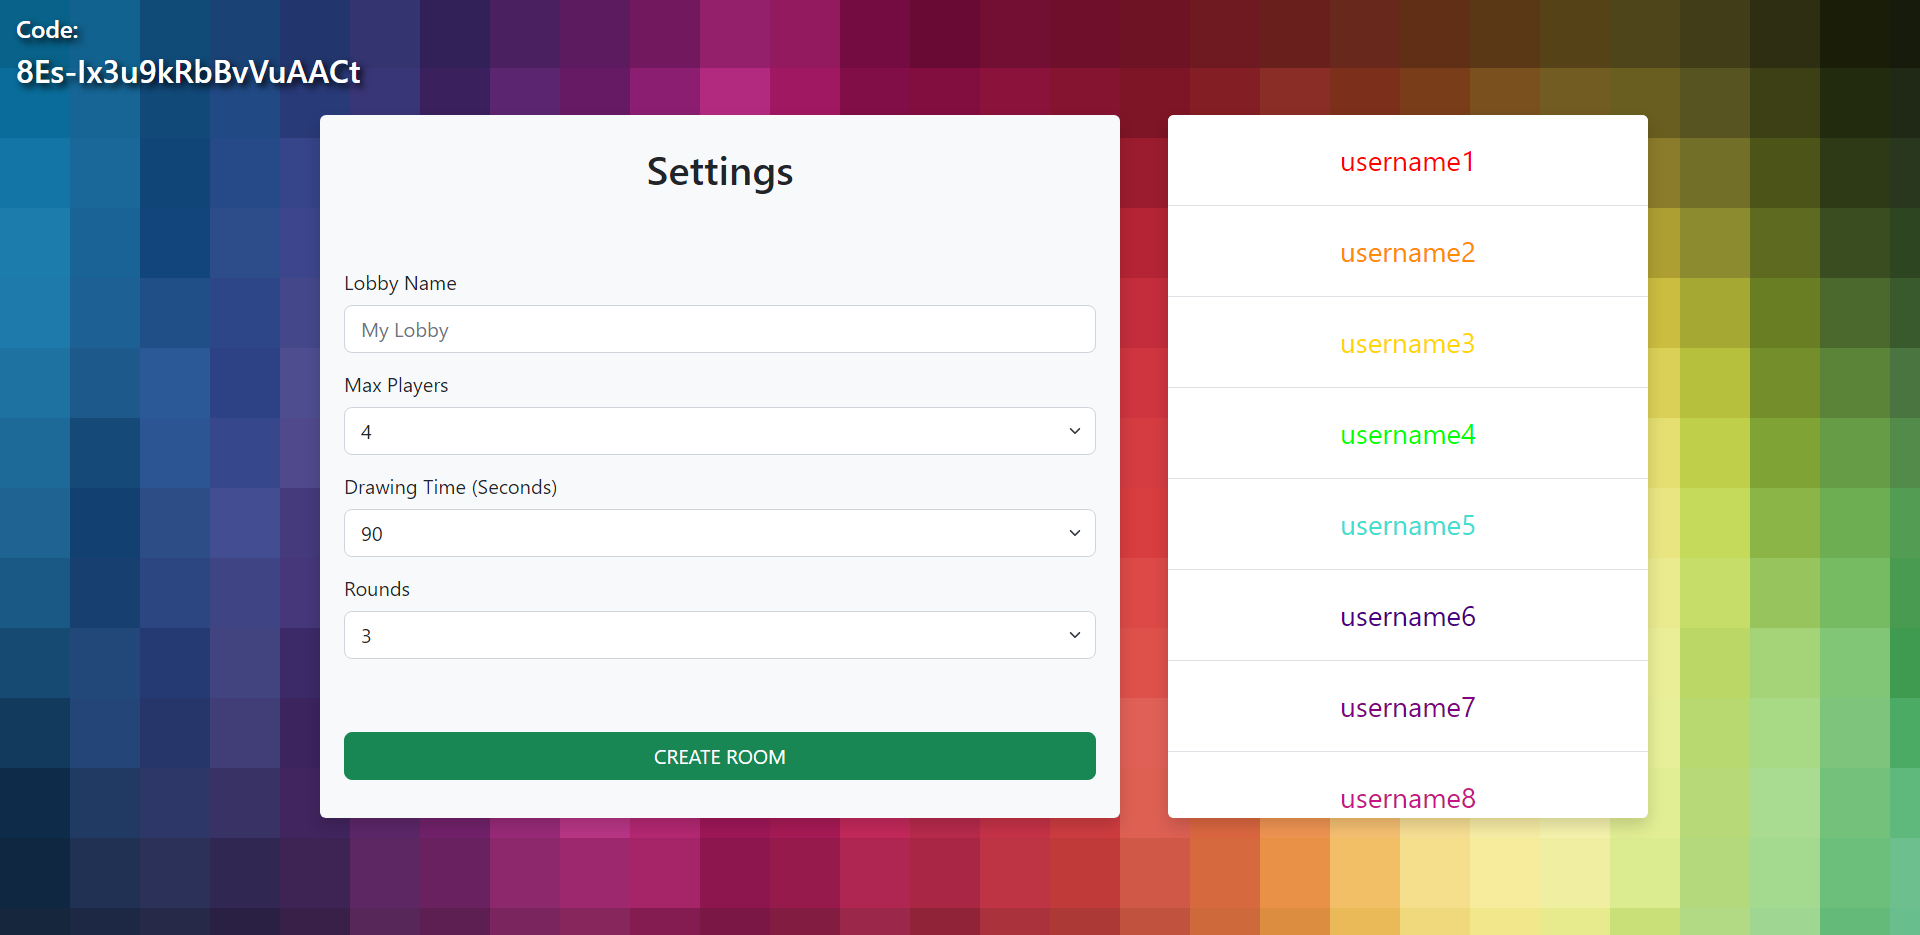 Code:
8Es-Ix3u9kRbBvVuAACt
Settings
Lobby Name
My Lobby
Max Players
4
Drawing Time (Seconds)
90
Rounds
3
CREATE ROOM
username1
username2
username3
username4
username5
username6
username7
username8